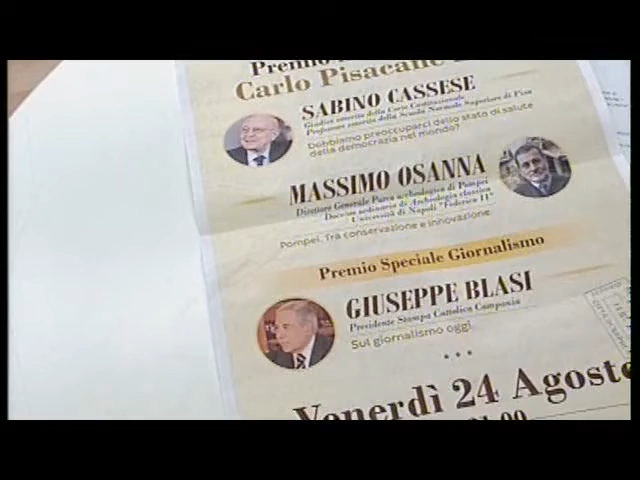 Premio
Carlo Pisacane
SABINO CASSESE
Giudice emerito della Corte Costituzionale
Professore emerito della Scuola Normale Superiore di Pisa
Dobbiamo preoccuparci dello stato di salute
della democrazia nel mondo?
MASSIMO OSANNA
Direttore Generale Parco archeologico di Pompei
Docente ordinario di Archeologia classica
Università di Napoli "Federico II"
Pompei. Tra conservazione e innovazione
Premio Speciale Giornalismo
GIUSEPPE BLASI
Presidente Stampa Cattolica Campania
Sul giornalismo oggi.
...
Venerdì 24 Agosto